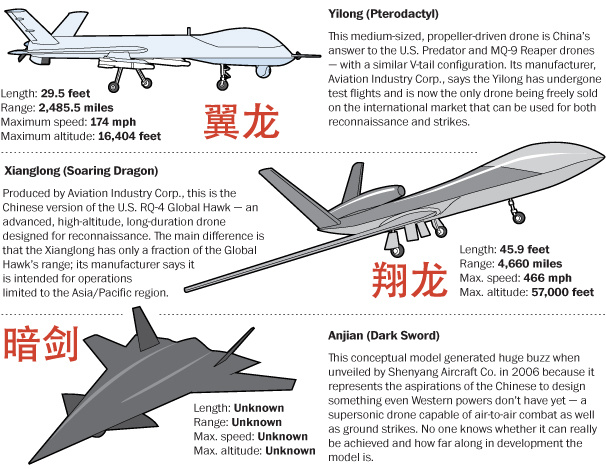 Yilong (Pterodactyl)
This medium-sized, propeller-driven drone is China's
answer to the U.S. Predator and MQ-9 Reaper drones
— with a similar V-tail configuration. Its manufacturer,
Aviation Industry Corp., says the Yilong has undergone
test flights and is now the only drone being freely sold
on the international market that can be used for both
reconnaissance and strikes.
Length: 29.5 feet
Range: 2,485.5 miles
Maximum speed: 174 mph
Maximum altitude: 16,404 feet
翼龙
Xianglong (Soaring Dragon)
Produced by Aviation Industry Corp., this is the
Chinese version of the U.S. RQ-4 Global Hawk — an
advanced, high-altitude, long-duration drone
designed for reconnaissance. The main difference is
that the Xianglong has only a fraction of the Global
Hawk's range; its manufacturer says it
is intended for operations
limited to the Asia/Pacific region.
翔龙
Length: 45.9 feet
Range: 4,660 miles
Max. speed: 466 mph
Max. altitude: 57,000 feet
暗剑
Length: Unknown
Range: Unknown
Max. speed: Unknown
Max. altitude: Unknown
Anjian (Dark Sword)
This conceptual model generated huge buzz when
unveiled by Shenyang Aircraft Co. in 2006 because it
represents the aspirations of the Chinese to design
something even Western powers don't have yet — a
supersonic drone capable of air-to-air combat as well
as ground strikes. No one knows whether it can really
be achieved and how far along in development the
model is.